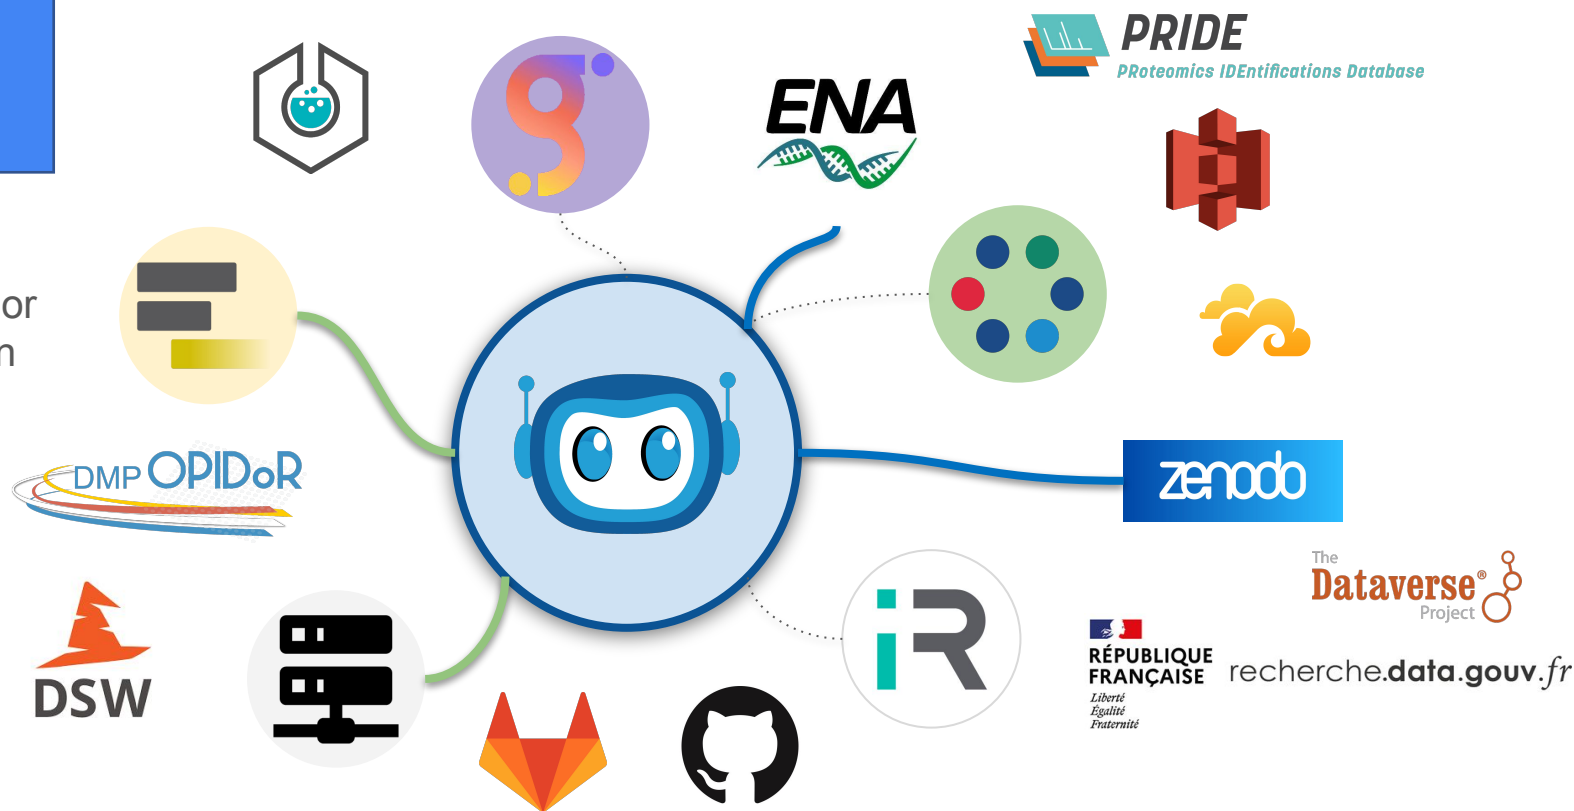 PRIDE
PRoteomics IDEntifications Database
ENA
or
DMP OPIDoR
zenodo
The
Dataverse®
Project
RÉPUBLIQUE
FRANÇAISE
Liberté
Égalité
Fraternité
recherche.data.gouv.fr
iR
DSW